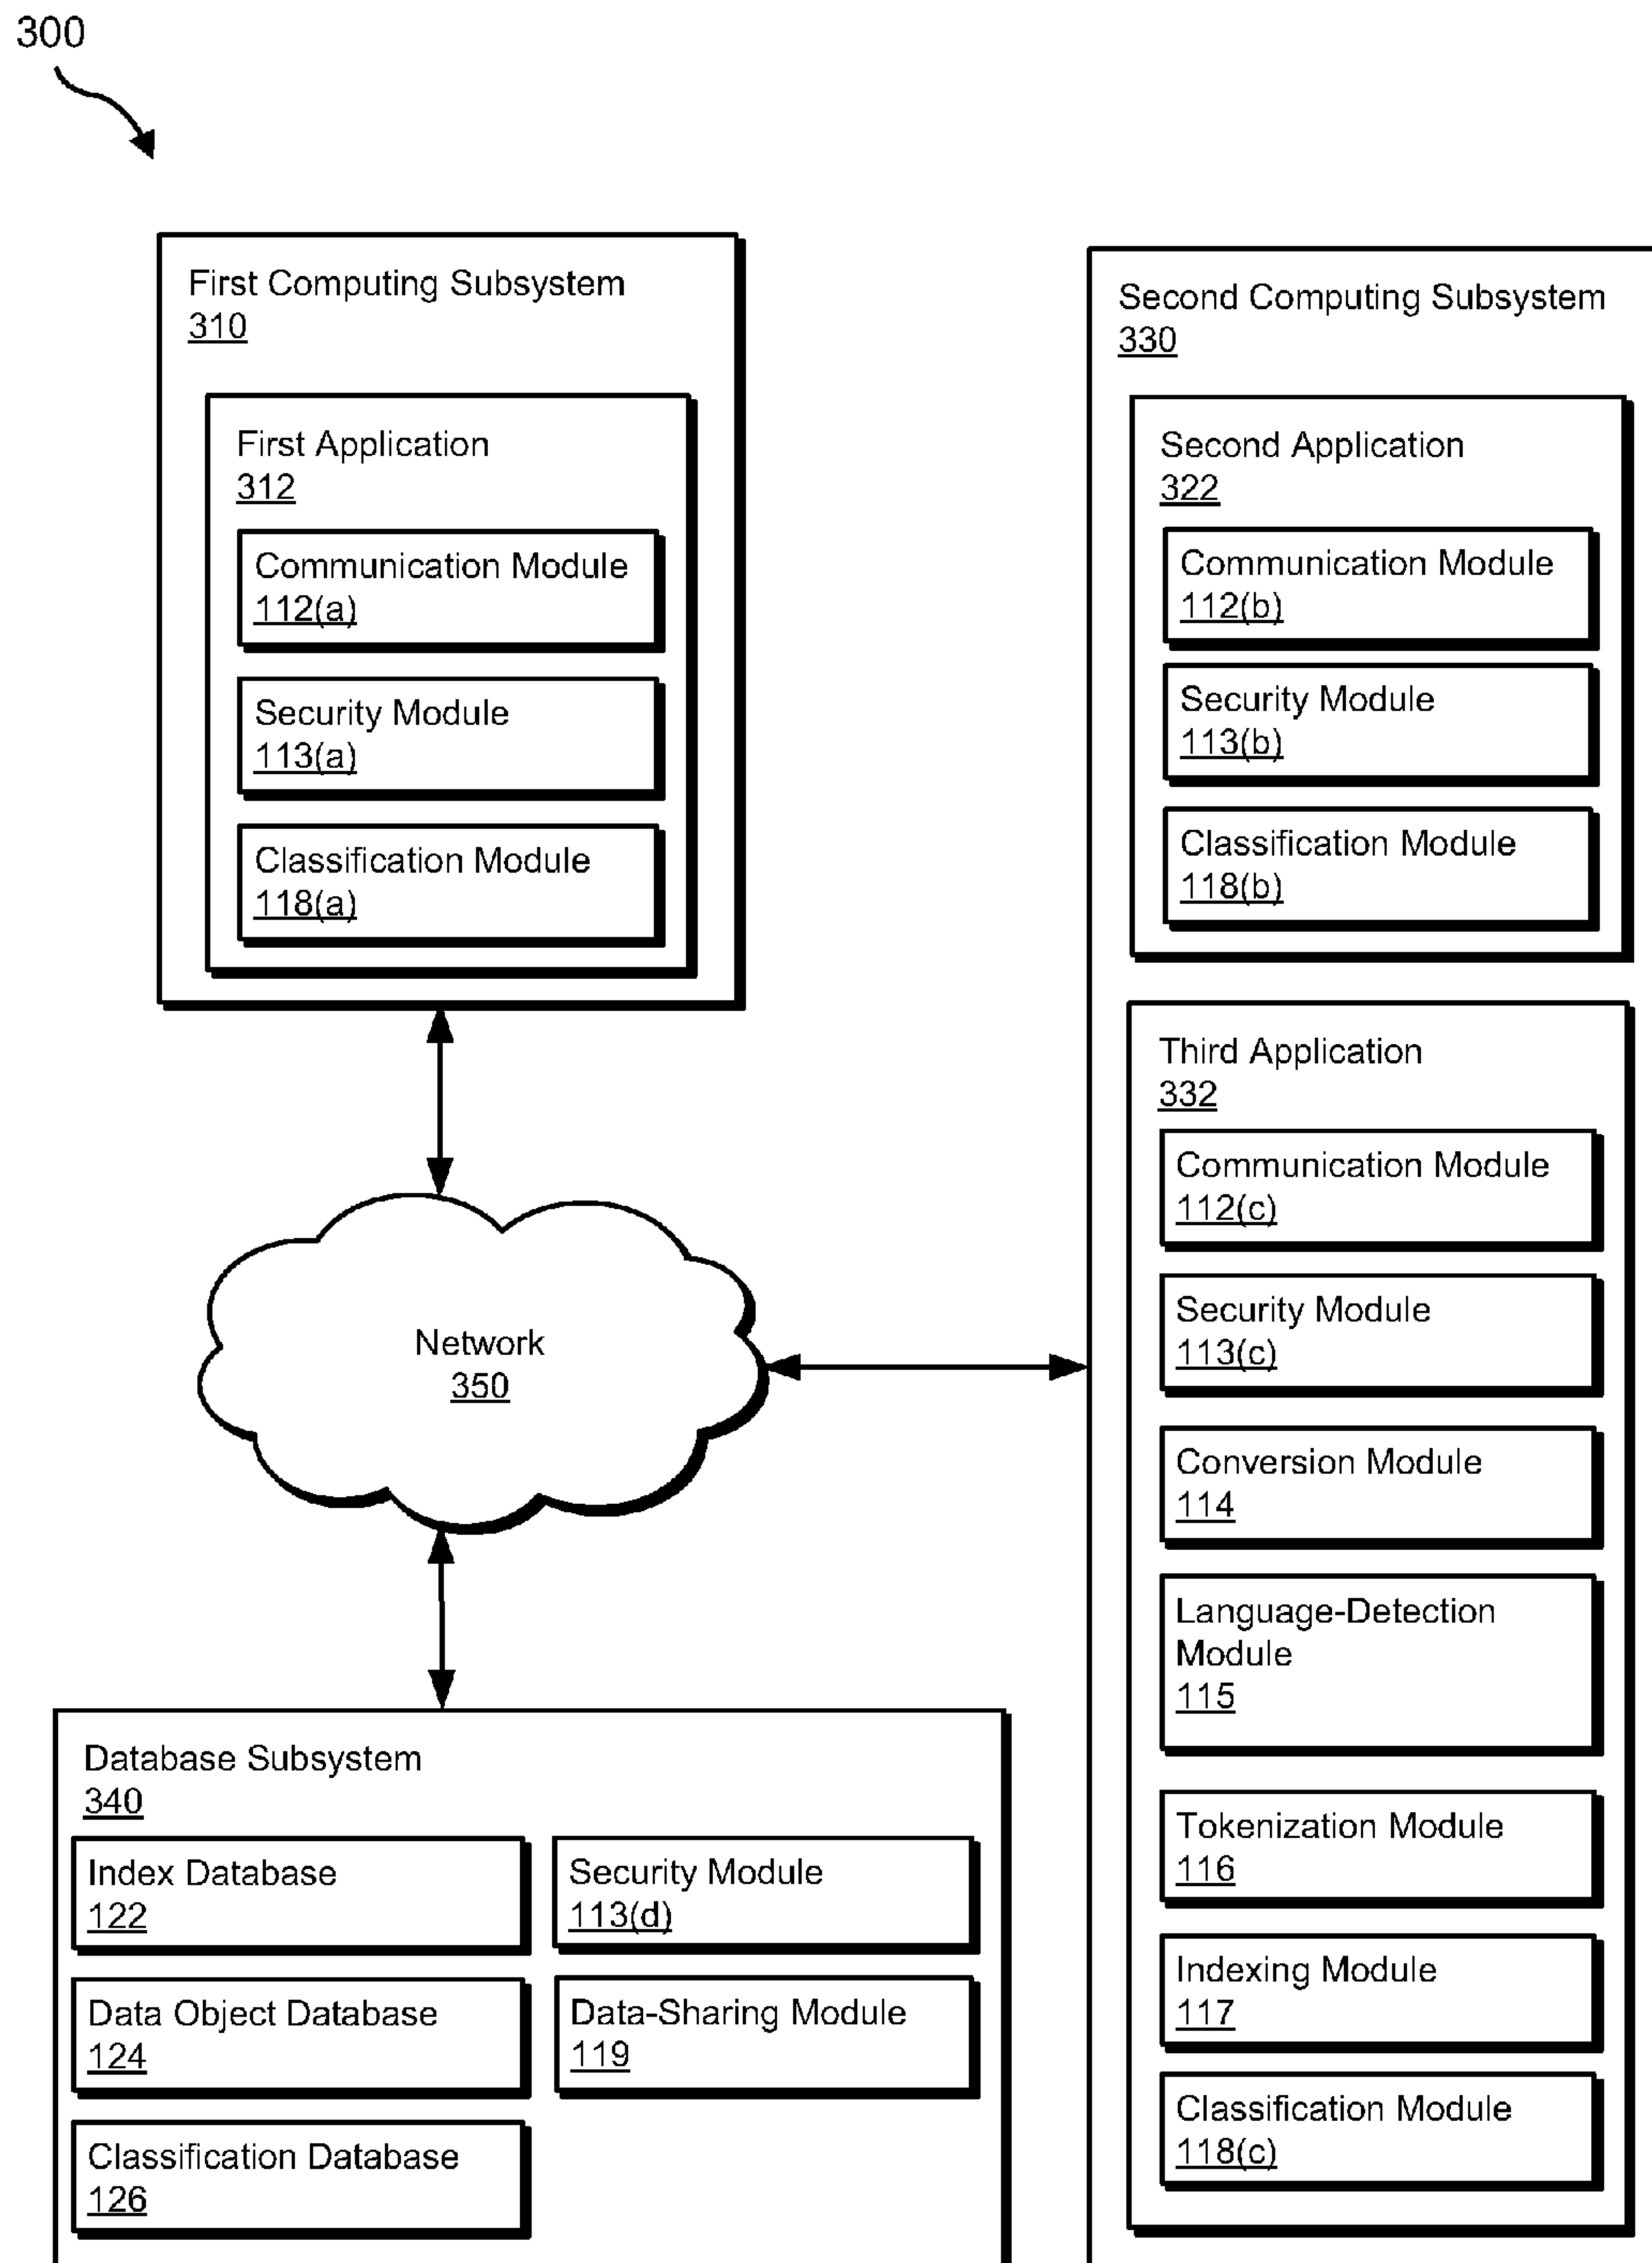 300
First Computing Subsystem
310
First Application
312
Communication Module
112(a)
Security Module
113(a)
Classification Module
118(a)
Second Computing Subsystem
330
Second Application
322
Communication Module
112(b)
Security Module
113(b)
Classification Module
118(b)
Third Application
332
Communication Module
112(c)
Security Module
113(c)
Conversion Module
114
Language-Detection
Module
115
Tokenization Module
116
Indexing Module
117
Classification Module
118(c)
Network
350
Database Subsystem
340
Index Database
122
Data Object Database
124
Classification Database
126
Security Module
113(d)
Data-Sharing Module
119